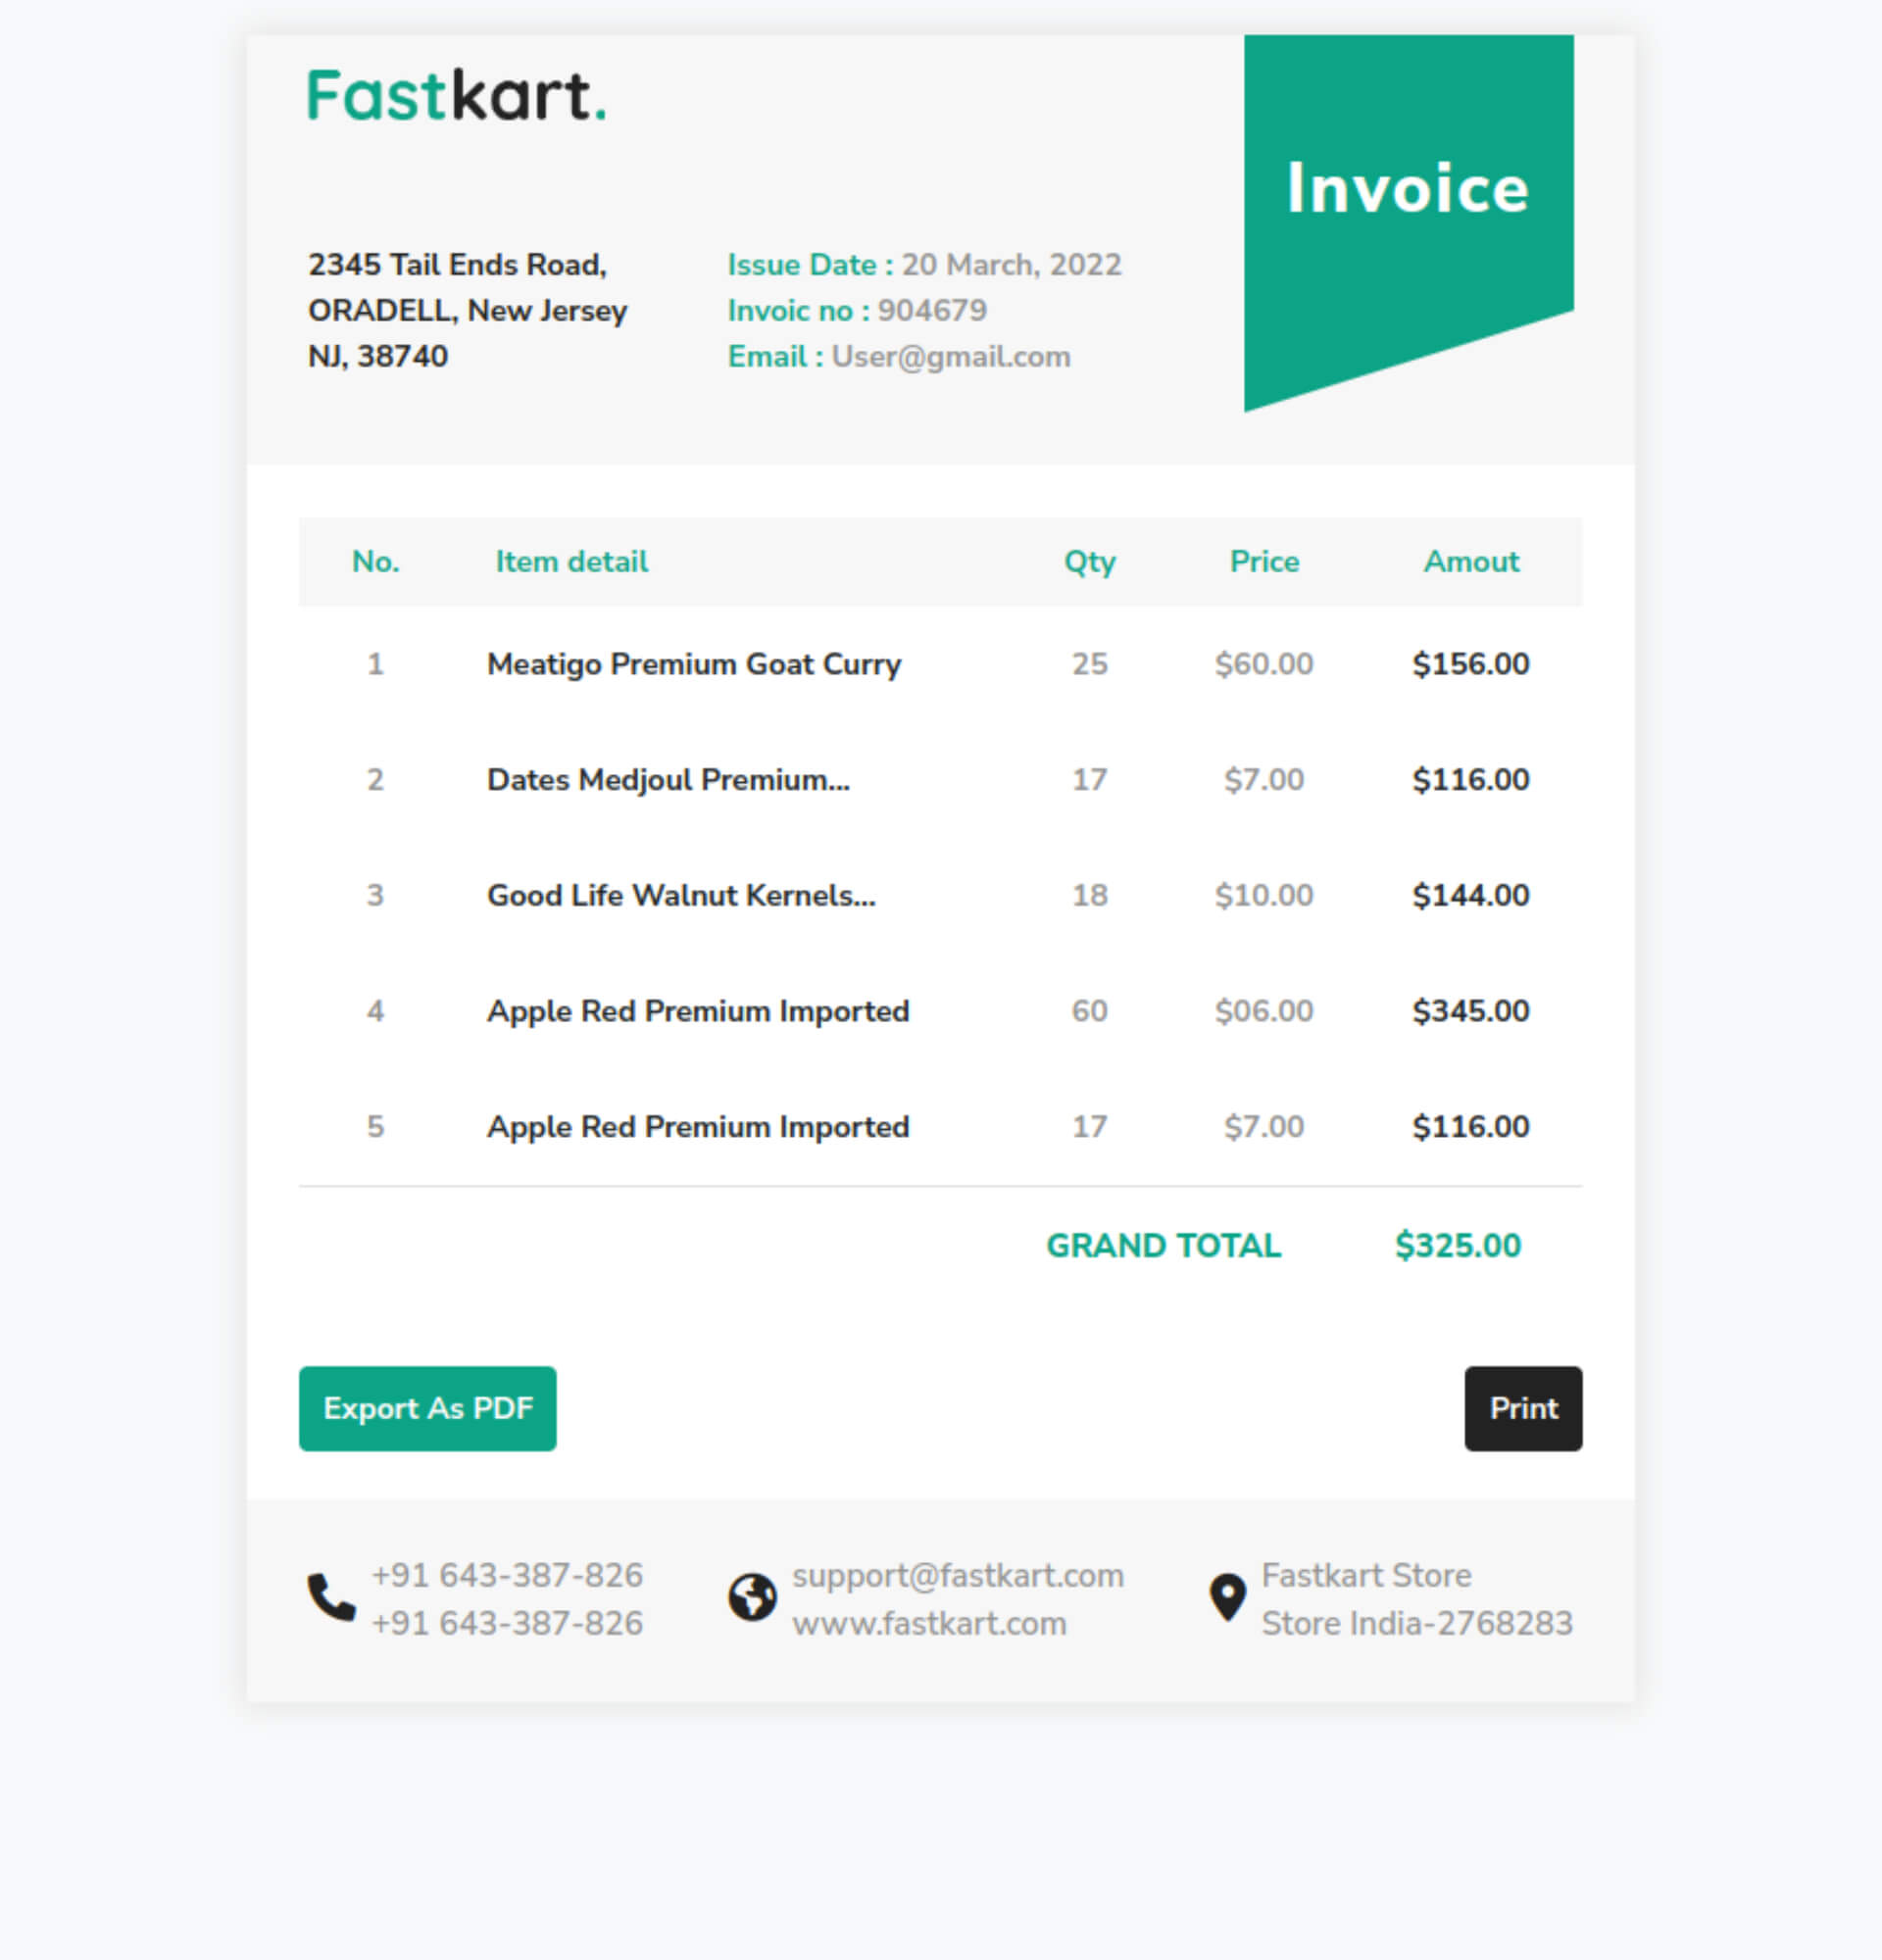 Fastkart.
Invoice
2345 Tail Ends Road,
ORADELL, New Jersey
NJ, 38740
Issue Date : 20 March, 2022
Invoic no : 904679
Email : User@gmail.com
No. Item detail Qty Price Amout
1 Meatigo Premium Goat Curry 25 $60.00 $156.00
2 Dates Medjoul Premium... 17 $7.00 $116.00
3 Good Life Walnut Kernels... 18 $10.00 $144.00
4 Apple Red Premium Imported 60 $06.00 $345.00
5 Apple Red Premium Imported 17 $7.00 $116.00
GRAND TOTAL $325.00
Export As PDF
Print
+91 643-387-826
+91 643-387-826
support@fastkart.com
www.fastkart.com
Fastkart Store
Store India-2768283